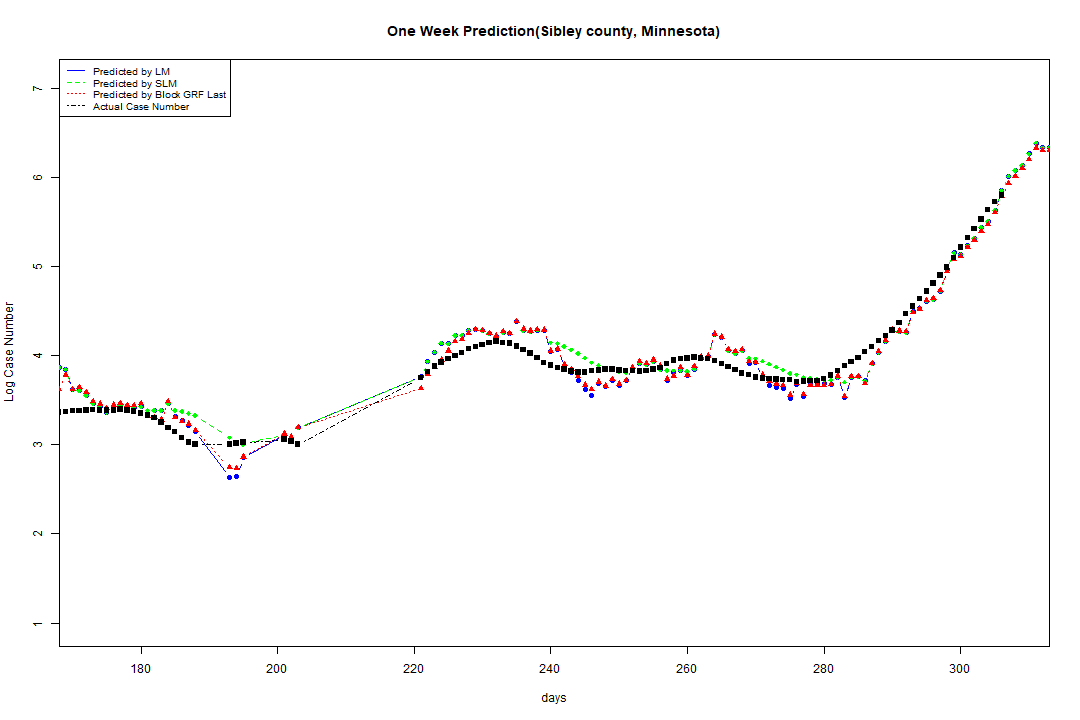 One Week Prediction(Sibley county, Minnesota)
Predicted by LM
Predicted by SLM
Predicted by Block GRF Last
Actual Case Number
7
6
5
4
3
2
1
Log Case Number
180 200 220 240 260 280 300
days